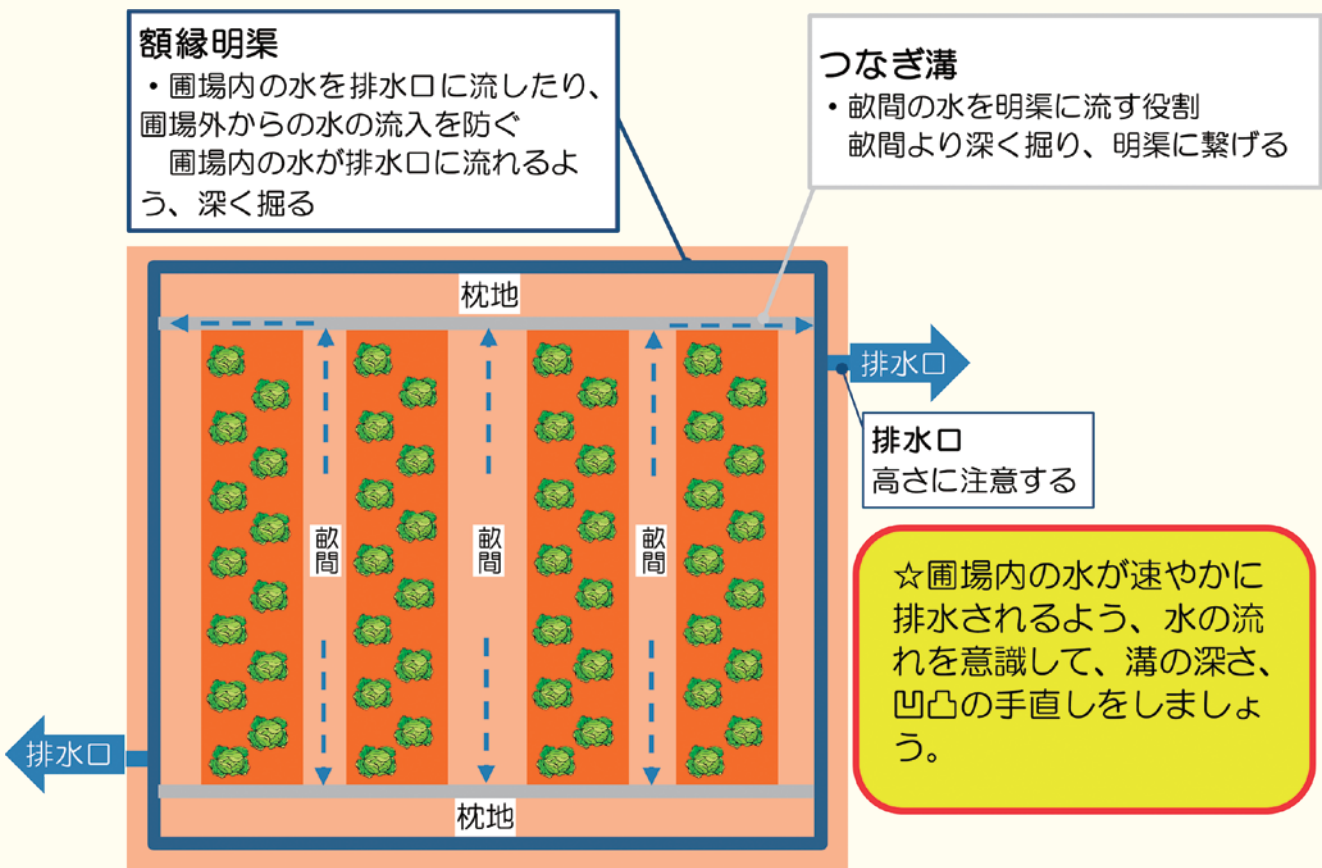 額縁明渠
・圃場内の水を排水口に流したり、
圃場外からの水の流入を防ぐ
圃場内の水が排水口に流れるよ
う、深く掘る
つなぎ溝
・畝間の水を明渠に流す役割
畝間より深く掘り、明渠に繋げる
枕地
排水口
排水口
高さに注意する
畝間
畝間
畝間
☆圃場内の水が速やかに
排水されるよう、水の流
れを意識して、溝の深さ、
凹凸の手直しをしましょ
う。
排水口
枕地